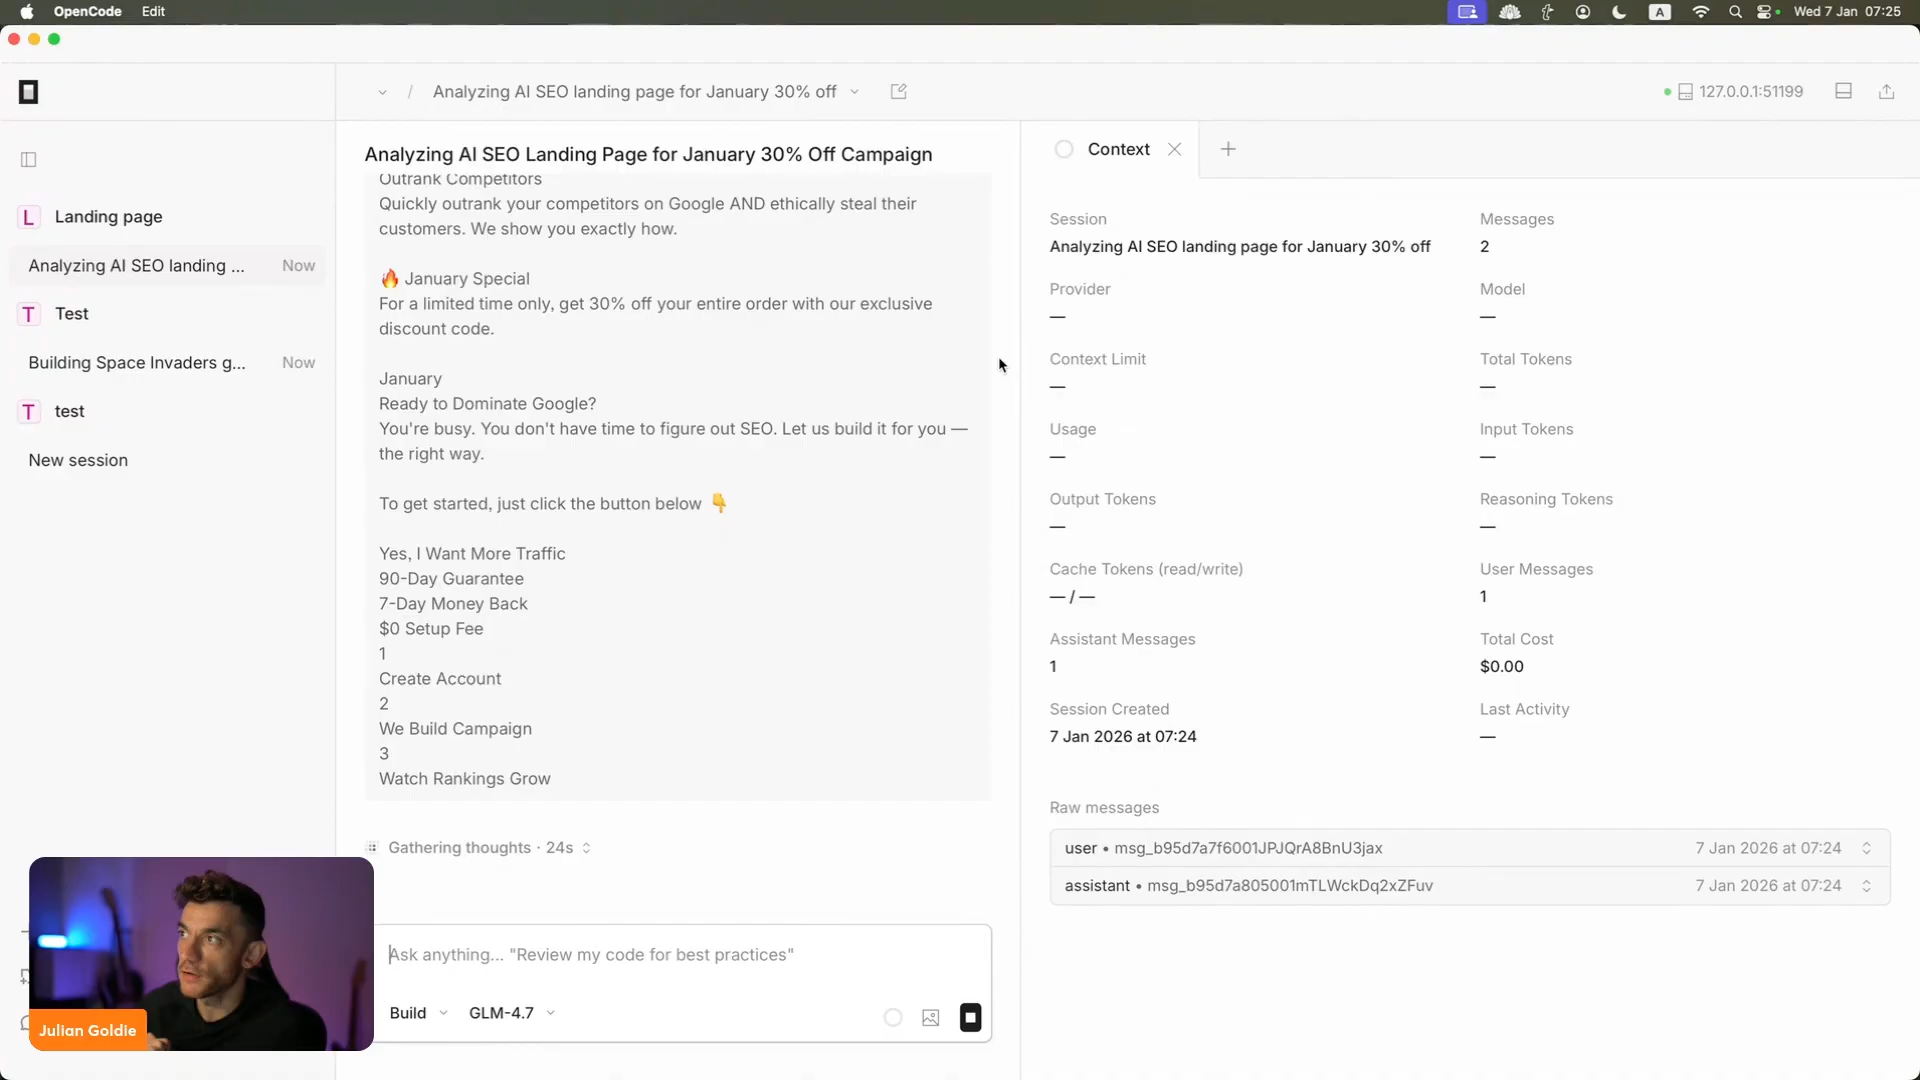 OpenCode Edit
A
Wed 7 Jan 07:25
/ Analyzing AI SEO landing page for January 30% off
127.0.0.1:51199
L Landing page
Analyzing AI SEO landing ... Now
T Test
Building Space Invaders g... Now
T test
New session
Analyzing AI SEO Landing Page for January 30% Off Campaign
Outrank Competitors
Quickly outrank your competitors on Google AND ethically steal their
customers. We show you exactly how.
🔥 January Special
For a limited time only, get 30% off your entire order with our exclusive
discount code.
January
Ready to Dominate Google?
You're busy. You don't have time to figure out SEO. Let us build it for you —
the right way.
To get started, just click the button below 👇
Yes, I Want More Traffic
90-Day Guarantee
7-Day Money Back
$0 Setup Fee
1
Create Account
2
We Build Campaign
3
Watch Rankings Grow
Gathering thoughts · 24s
Ask anything... "Review my code for best practices"
Build GLM-4.7
Julian Goldie
Context
Session
Analyzing AI SEO landing page for January 30% off
Messages
2
Provider
—
Model
—
Context Limit
—
Total Tokens
—
Usage
—
Input Tokens
—
Output Tokens
—
Reasoning Tokens
—
Cache Tokens (read/write)
— / —
User Messages
1
Assistant Messages
1
Total Cost
$0.00
Session Created
7 Jan 2026 at 07:24
Last Activity
—
Raw messages
user • msg_b95d7a7f6001JPJQrA8BnU3jax 7 Jan 2026 at 07:24
assistant • msg_b95d7a805001mTLWckDq2xZFuv 7 Jan 2026 at 07:24